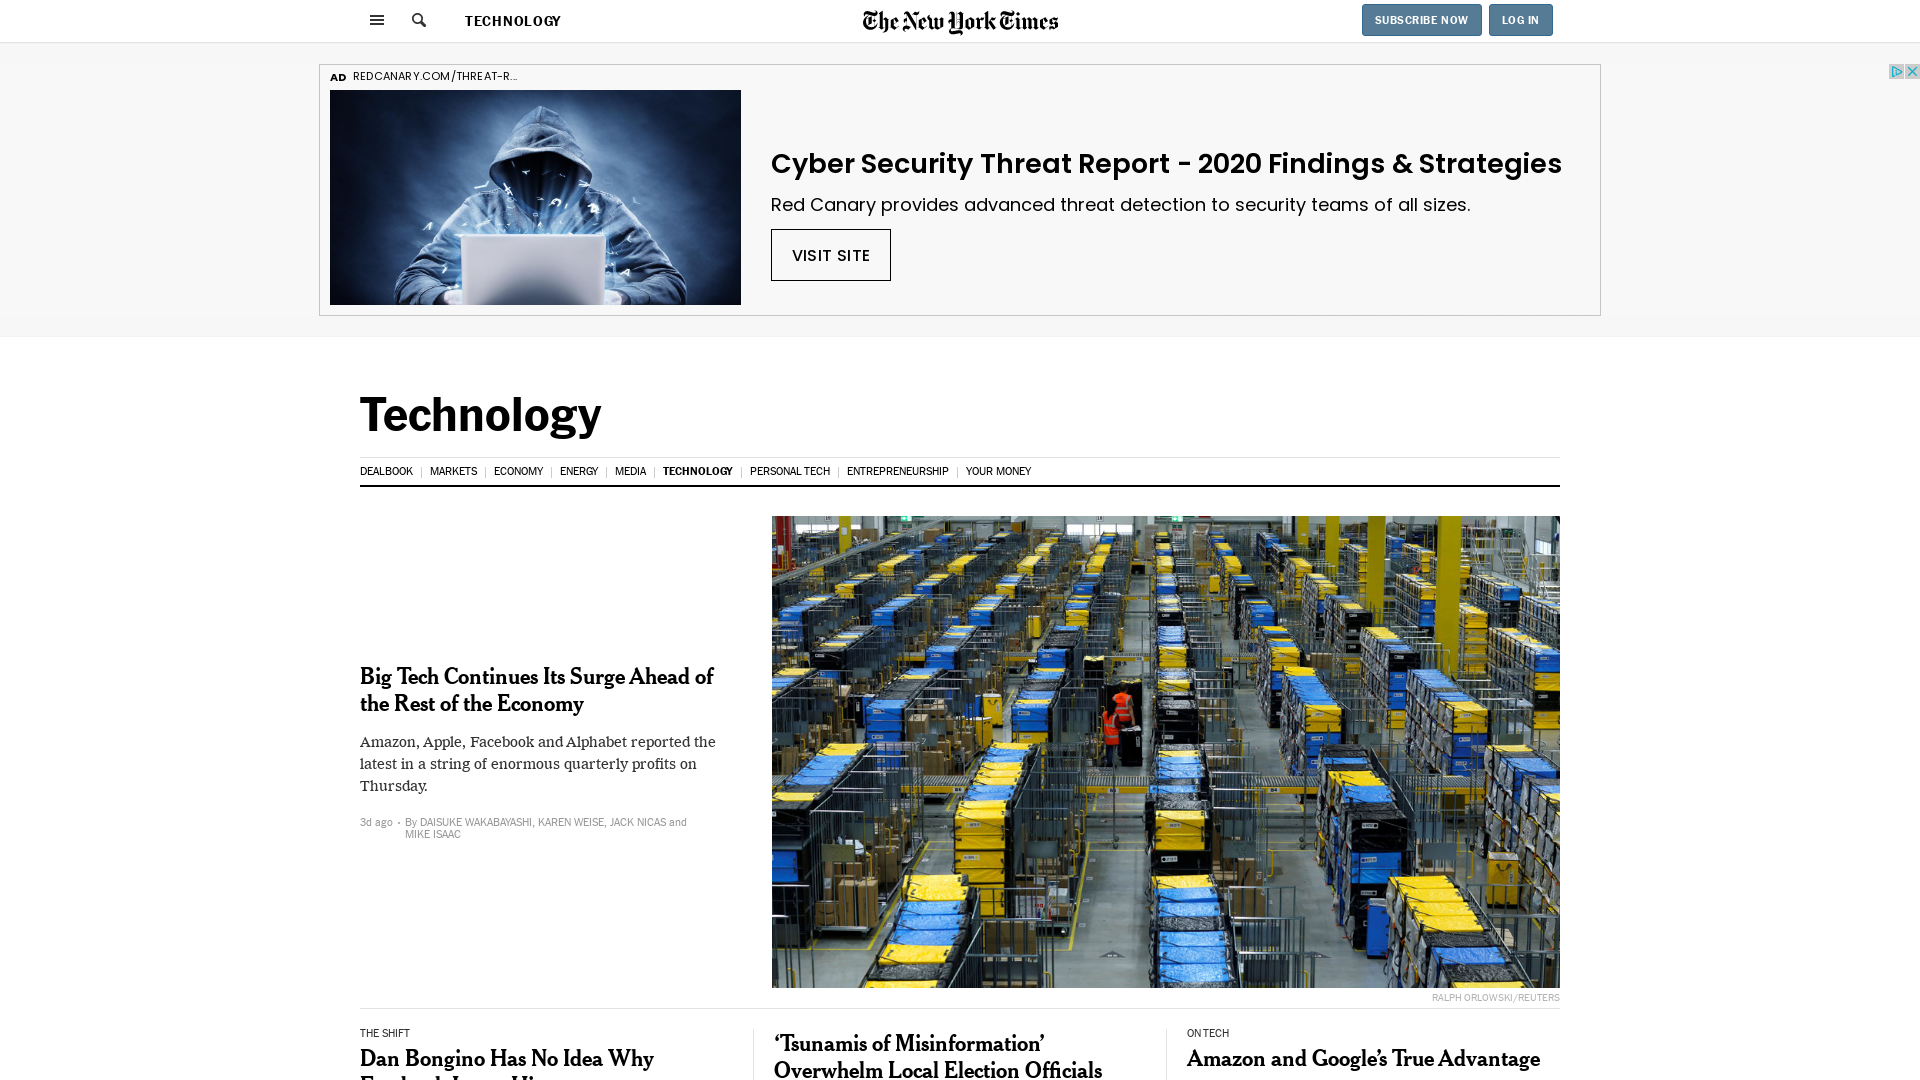 TECHNOLOGY
The New York Times
SUBSCRIBE NOW
LOG IN
AD REDCANARY.COM/THREAT-R...
Cyber Security Threat Report - 2020 Findings & Strategies
Red Canary provides advanced threat detection to security teams of all sizes.
VISIT SITE
Technology
DEALBOOK | MARKETS | ECONOMY | ENERGY | MEDIA | TECHNOLOGY | PERSONAL TECH | ENTREPRENEURSHIP | YOUR MONEY
Big Tech Continues Its Surge Ahead of
the Rest of the Economy
Amazon, Apple, Facebook and Alphabet reported the
latest in a string of enormous quarterly profits on
Thursday.
3d ago · By DAISUKE WAKABAYASHI, KAREN WEISE, JACK NICAS and
MIKE ISAAC
RALPH ORLOWSKI/REUTERS
THE SHIFT
Dan Bongino Has No Idea Why
‘Tsunamis of Misinformation’
Overwhelm Local Election Officials
ON TECH
Amazon and Google’s True Advantage